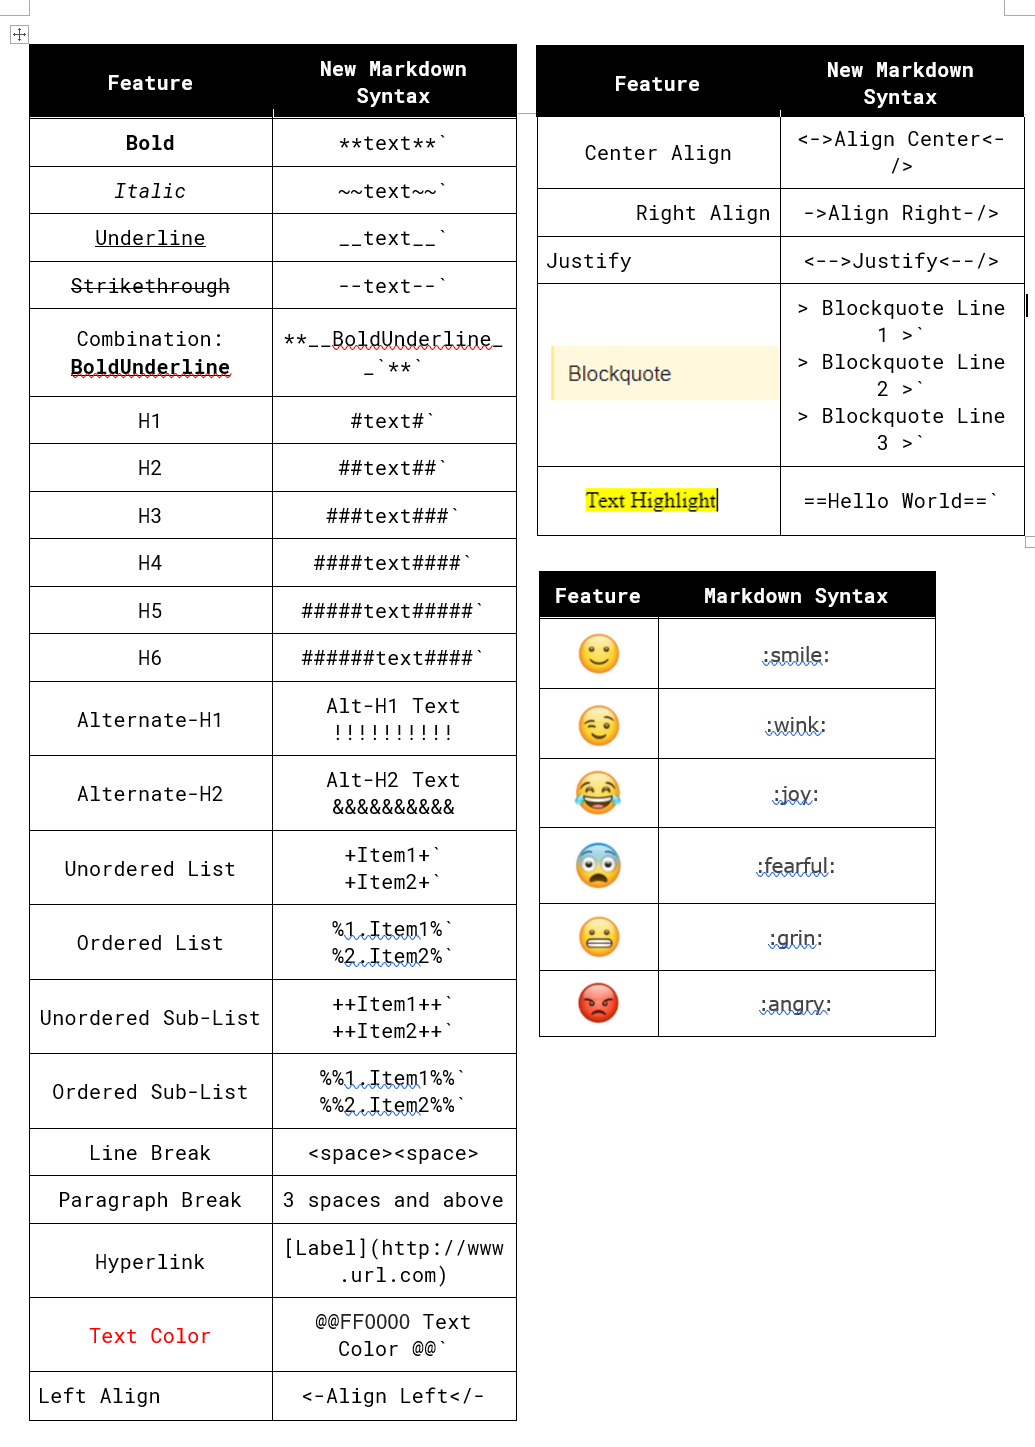 Feature
New Markdown
Syntax
Bold
**text**`
Italic
~~text~~`
Underline
__text__`
Strikethrough
--text--`
Combination:
BoldUnderline
**__BoldUnderline_
_`**`
H1
#text#`
H2
##text##`
H3
###text###`
H4
####text####`
H5
#####text#####`
H6
######text####`
Alternate-H1
Alt-H1 Text
!!!!!!!!!!
Alternate-H2
Alt-H2 Text
&&&&&&&&&&
Unordered List
+Item1+`
+Item2+`
Ordered List
%1.Item1%`
%2.Item2%`
Unordered Sub-List
++Item1++`
++Item2++`
Ordered Sub-List
%%1.Item1%%`
%%2.Item2%%`
Line Break
<space><space>
Paragraph Break
3 spaces and above
Hyperlink
[Label](http://www
.url.com)
Text Color
@@FF0000 Text
Color @@`
Left Align
<-Align Left</-
Feature
New Markdown
Syntax
Center Align
<->Align Center<-
/>
Right Align
->Align Right-/>
Justify
<-->Justify<--/>
Blockquote
> Blockquote Line
1 >`
> Blockquote Line
2 >`
> Blockquote Line
3 >`
Text Highlight
==Hello World==`
Feature
Markdown Syntax
:smile:
:wink:
:joy:
:fearful:
:grin:
:angry: